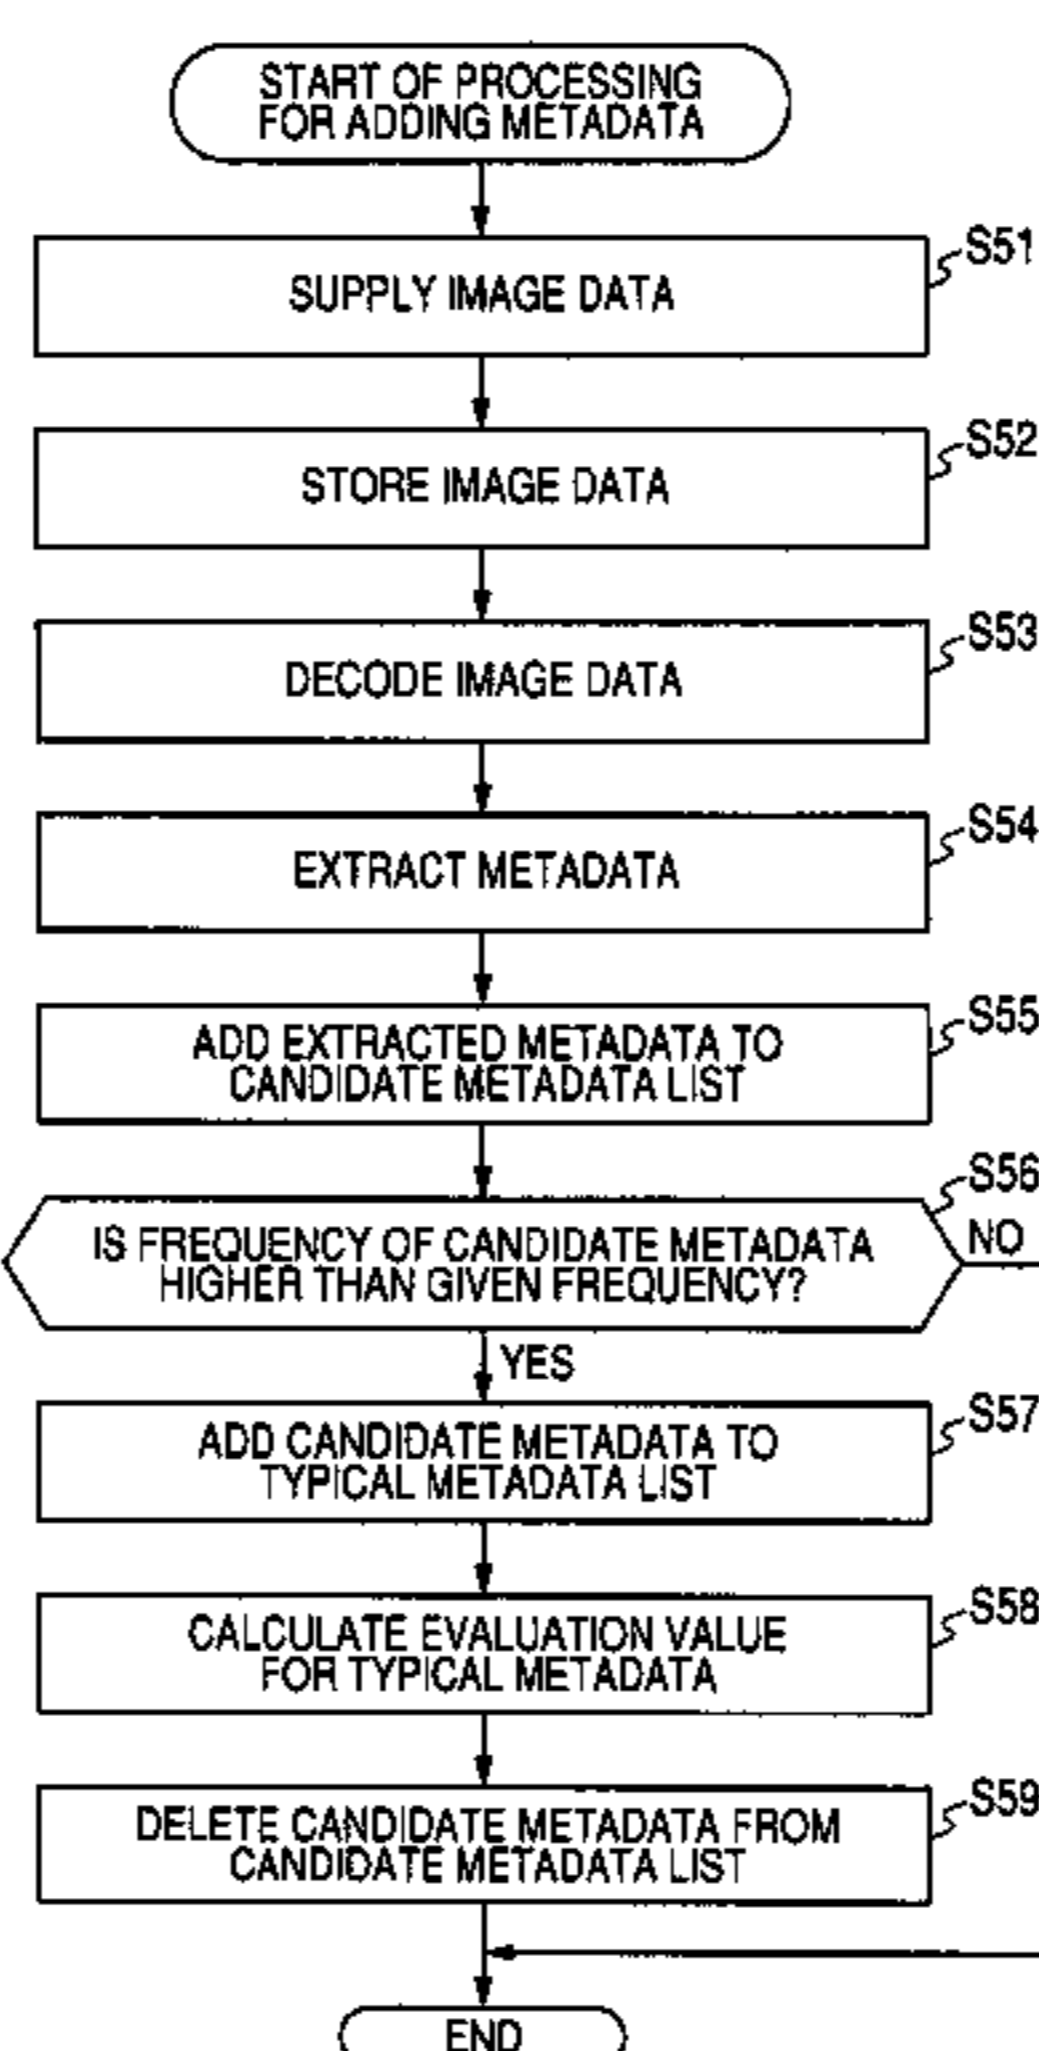 START OF PROCESSING
FOR ADDING METADATA
S51
SUPPLY IMAGE DATA
S52
STORE IMAGE DATA
S53
DECODE IMAGE DATA
S54
EXTRACT METADATA
S55
ADD EXTRACTED METADATA TO
CANDIDATE METADATA LIST
S56
IS FREQUENCY OF CANDIDATE METADATA
HIGHER THAN GIVEN FREQUENCY?
NO
YES
S57
ADD CANDIDATE METADATA TO
TYPICAL METADATA LIST
S58
CALCULATE EVALUATION VALUE
FOR TYPICAL METADATA
S59
DELETE CANDIDATE METADATA FROM
CANDIDATE METADATA LIST
END